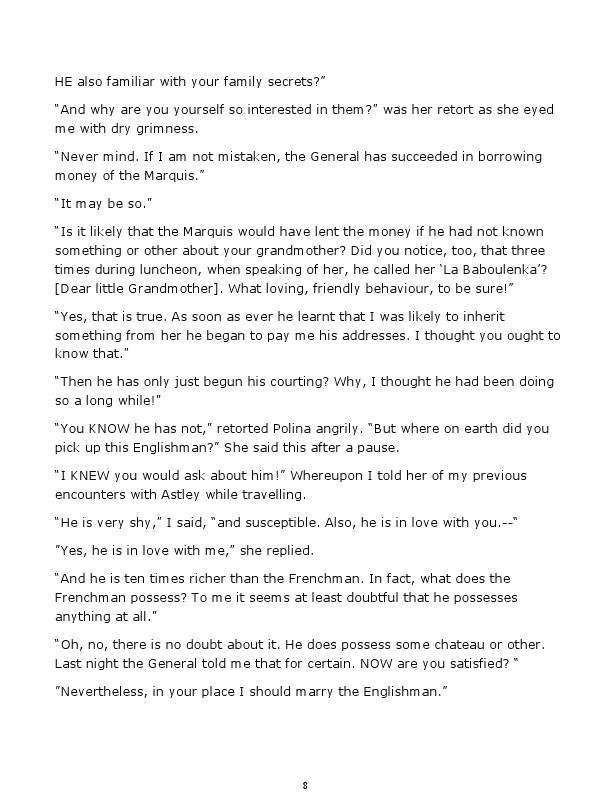 HE also familiar with your family secrets?”
“And why are you yourself so interested in them?” was her retort as she eyed
me with dry grimness.
“Never mind. If I am not mistaken, the General has succeeded in borrowing
money of the Marquis.”
“It may be so.”
“Is it likely that the Marquis would have lent the money if he had not known
something or other about your grandmother? Did you notice, too, that three
times during luncheon, when speaking of her, he called her ‘La Baboulenka’?
[Dear little Grandmother]. What loving, friendly behaviour, to be sure!”
“Yes, that is true. As soon as ever he learnt that I was likely to inherit
something from her he began to pay me his addresses. I thought you ought to
know that.”
“Then he has only just begun his courting? Why, I thought he had been doing
so a long while!”
“You KNOW he has not,” retorted Polina angrily. “But where on earth did you
pick up this Englishman?” She said this after a pause.
“I KNEW you would ask about him!” Whereupon I told her of my previous
encounters with Astley while travelling.
“He is very shy,” I said, “and susceptible. Also, he is in love with you.--“
”Yes, he is in love with me,” she replied.
“And he is ten times richer than the Frenchman. In fact, what does the
Frenchman possess? To me it seems at least doubtful that he possesses
anything at all.”
“Oh, no, there is no doubt about it. He does possess some chateau or other.
Last night the General told me that for certain. NOW are you satisfied? “
”Nevertheless, in your place I should marry the Englishman.”
8